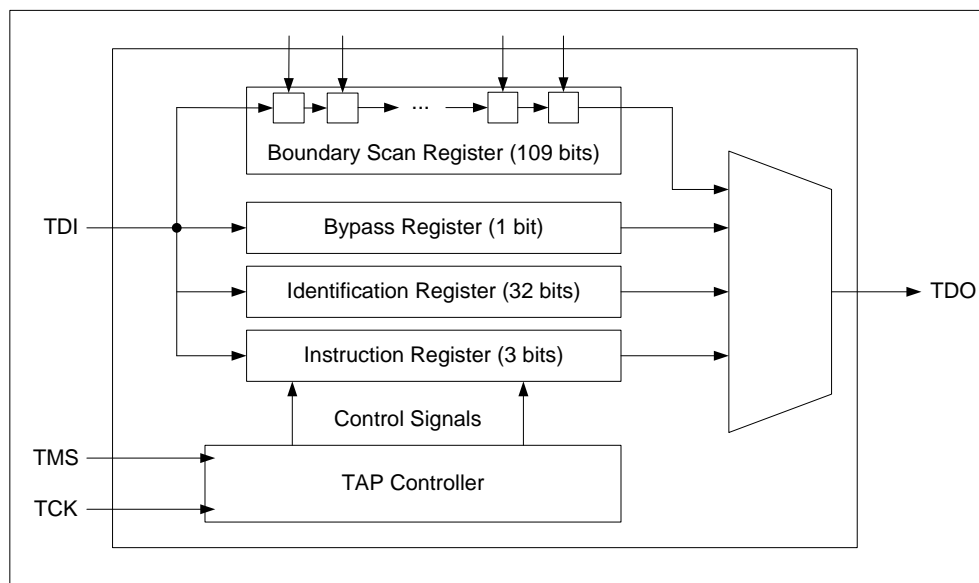 ...
Boundary Scan Register (109 bits)
TDI
Bypass Register (1 bit)
Identification Register (32 bits)
TDO
Instruction Register (3 bits)
Control Signals
TMS
TAP Controller
TCK